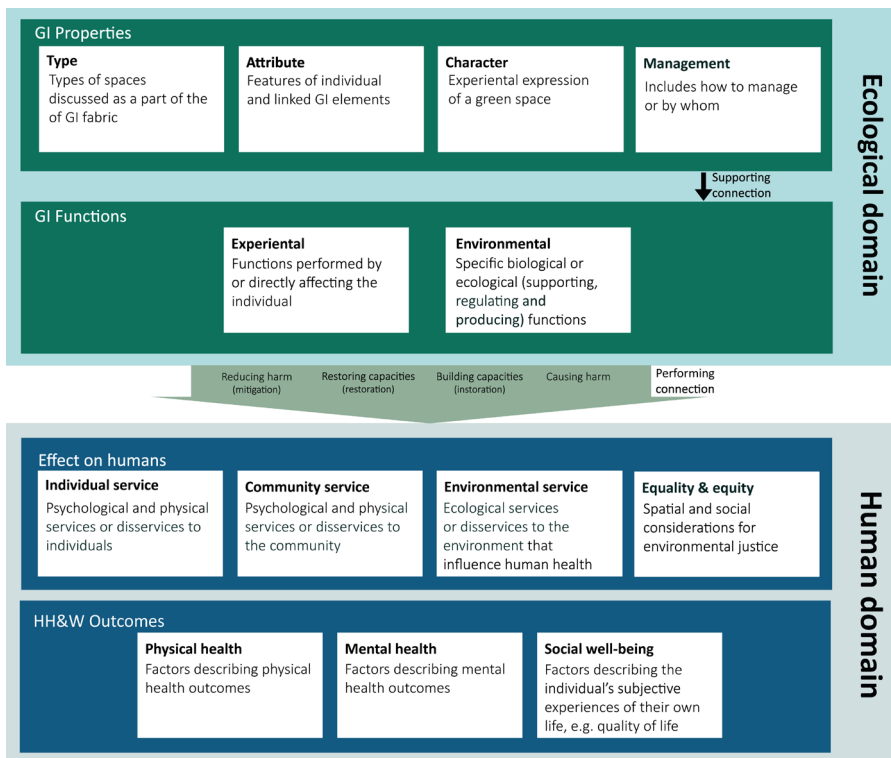 GI Properties
Type
Types of spaces
discussed as a part of the
of GI fabric
Attribute
Features of individual
and linked GI elements
Character
Experiential expression
of a green space
Management
Includes how to manage
or by whom
Ecological domain
Supporting
connection
GI Functions
Experiental
Functions performed by
or directly affecting the
individual
Environmental
Specific biological or
ecological (supporting,
regulating and
producing) functions
Reducing harm
(mitigation)
Restoring capacities
(restoration)
Building capacities
(instoration)
Causing harm
Performing
connection
Effect on humans
Individual service
Psychological and physical
services or disservices to
individuals
Community service
Psychological and physical
services or disservices to
the community
Environmental service
Ecological services
or disservices to the
environment that
influence human health
Equality & equity
Spatial and social
considerations for
environmental justice
Human domain
HH&W Outcomes
Physical health
Factors describing physical
health outcomes
Mental health
Factors describing mental
health outcomes
Social well-being
Factors describing the
individual's subjective
experiences of their own
life, e.g. quality of life